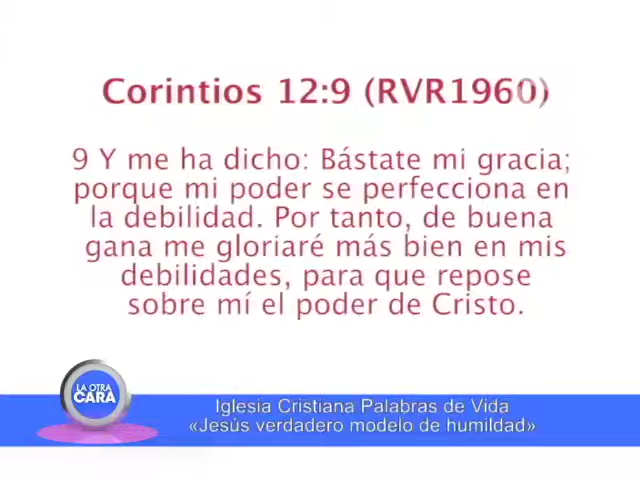 Corintios 12:9 (RVR1960)
9 Y me ha dicho: Bástate mi gracia;
porque mi poder se perfecciona en
la debilidad. Por tanto, de buena
gana me gloriaré más bien en mis
debilidades, para que repose
sobre mí el poder de Cristo.
LA OTRA
CARA
Iglesia Cristiana Palabras de Vida
«Jesús verdadero modelo de humildad»